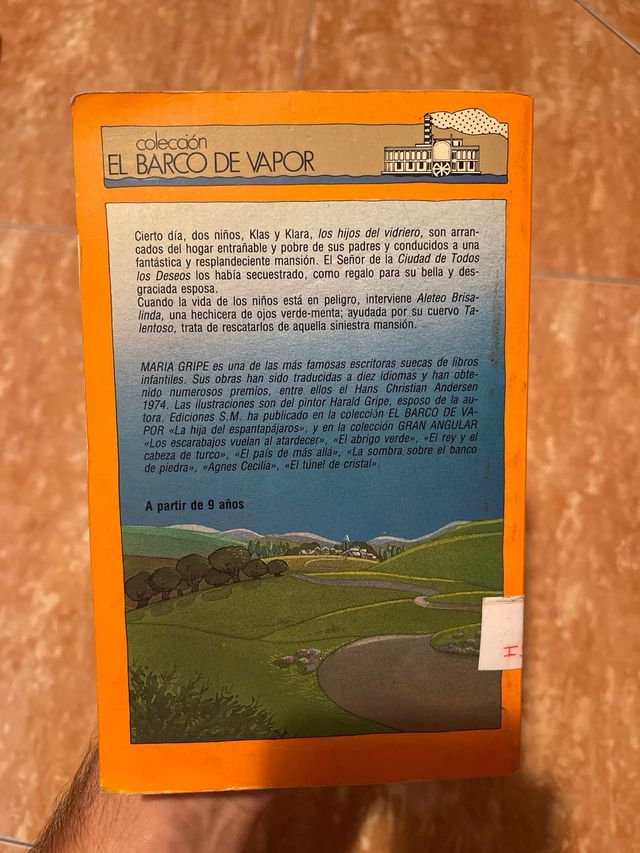 colección
EL BARCO DE VAPOR
Cierto día, dos niños, Klas y Klara, los hijos del vidriero, son arran-
cados del hogar entrañable y pobre de sus padres y conducidos a una
fantástica y resplandeciente mansión. El Señor de la Ciudad de Todos
los Deseos los había secuestrado, como regalo para su bella y des-
graciada esposa.
Cuando la vida de los niños está en peligro, interviene Aleteo Brisa-
linda, una hechicera de ojos verde-menta; ayudada por su cuervo Ta-
lentoso, trata de rescatarlos de aquella siniestra mansión.
MARIA GRIPE es una de las más famosas escritoras suecas de libros
infantiles. Sus obras han sido traducidas a diez idiomas y han obte-
nido numerosos premios, entre ellos el Hans Christian Andersen
1974. Las ilustraciones son del pintor Harald Gripe, esposo de la au-
tora. Ediciones S.M. ha publicado en la colección EL BARCO DE VA-
POR «La hija del espantapájaros», y en la colección GRAN ANGULAR
«Los escarabajos vuelan al atardecer», «El abrigo verde», «El rey y el
cabeza de turco», «El país de más allá», «La sombra sobre el banco
de piedra», «Agnes Cecilia», «El túnel de cristal».
A partir de 9 años